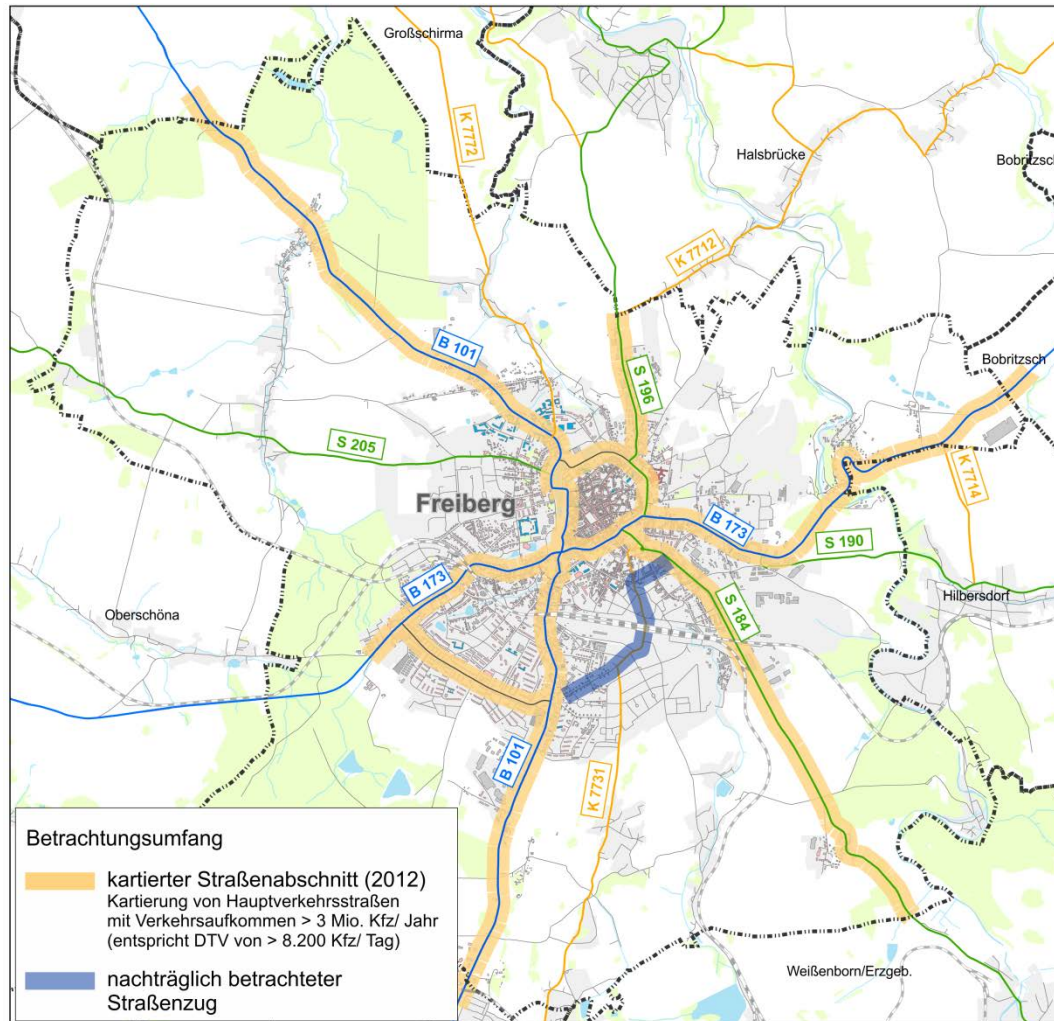 Großschirma
K 7772
Halsbrücke
Bobritzsch
K 7712
B 101
S 196
Bobritzsch
S 205
Freiberg
K 7714
B 173
S 190
B 173
Hilbersdorf
Oberschöna
S 184
B 101
K 7731
Betrachtungsumfang
kartierter Straßenabschnitt (2012)
Kartierung von Hauptverkehrsstraßen
mit Verkehrsaufkommen > 3 Mio. Kfz/ Jahr
(entspricht DTV von > 8.200 Kfz/ Tag)
nachträglich betrachteter
Straßenzug
Weißenborn/Erzgeb.